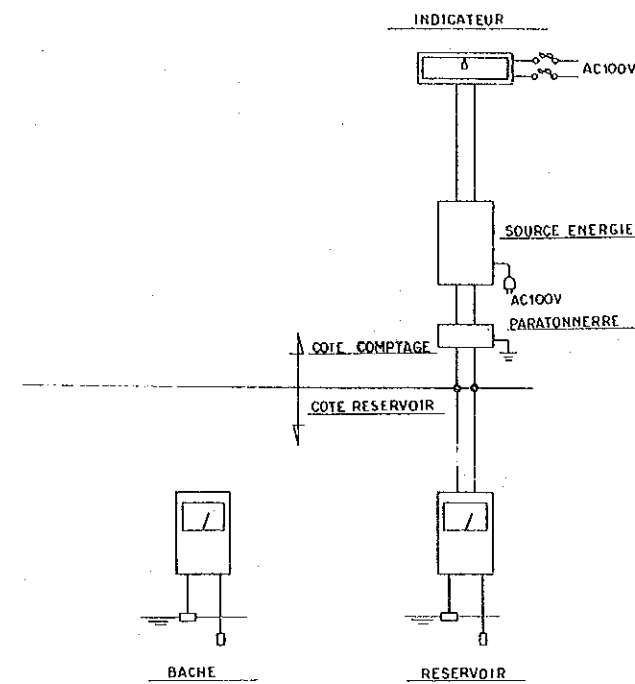 INDICATEUR
AC100V
SOURCE ENERGIE
AC100V
PARATONNERRE
COTE COMPTAGE
COTE RESERVOIR
BACHE
RESERVOIR